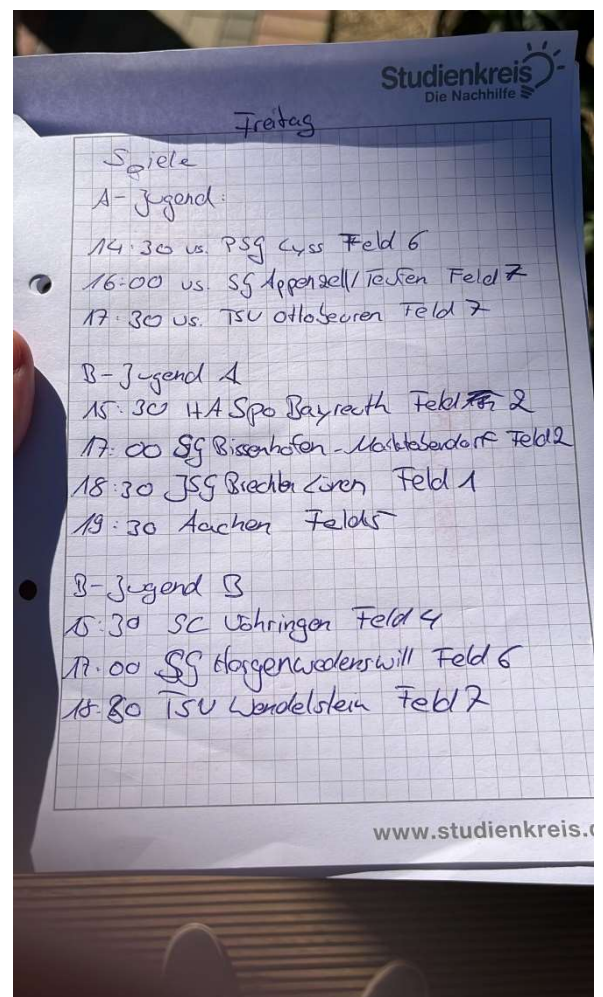 Studienkreis
Die Nachhilfe
Freitag
Spiele
A-Jugend:
14:30 vs. PSG Lyss Feld 6
16:00 vs. SG Appenzell/Teufen Feld 7
17:30 vs. TSV Ottobeuren Feld 7
B-Jugend A
15:30 HASpo Bayreuth Feld 2
17:00 SG Bissenhofen-Marktoberdorf Feld 2
18:30 JSG Feld 1
19:30 Aachen Feld 5
B-Jugend B
15:30 SC Vöhringen Feld 4
17:00 SG Feld 6
18:30 TSV Wendelstein Feld 7
www.studienkreis.